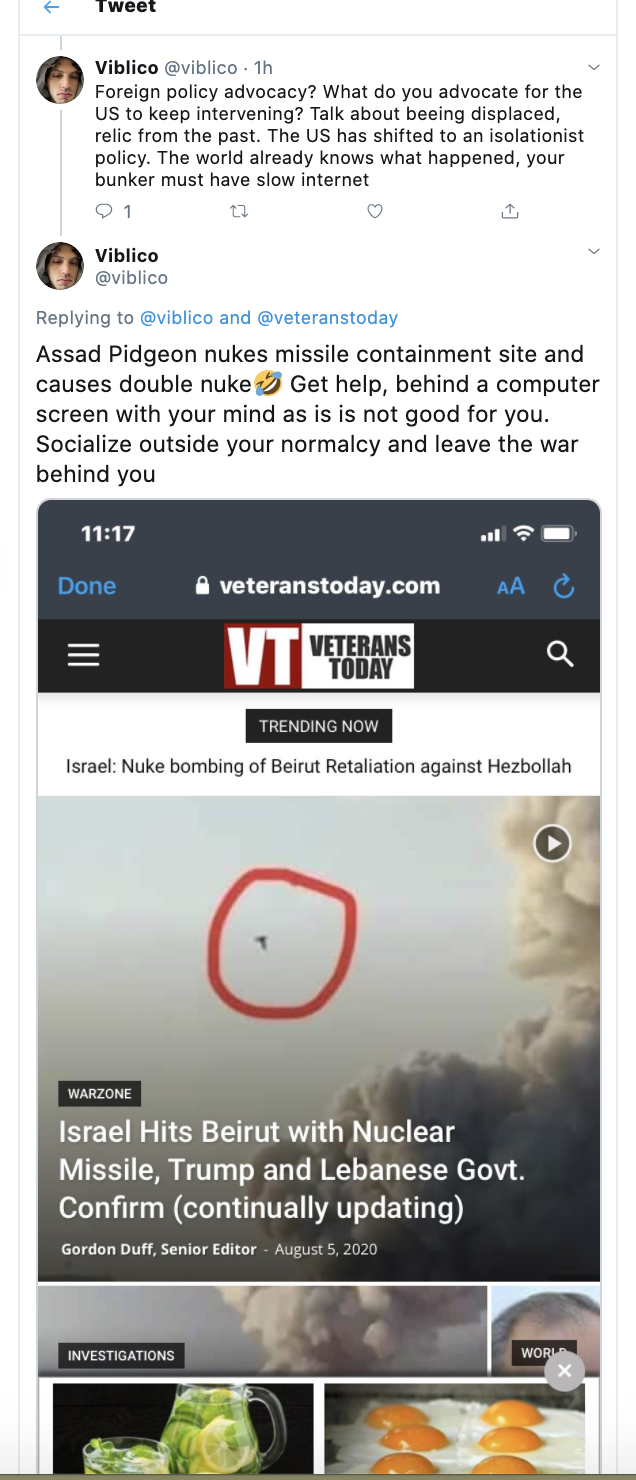 Tweet
Viblico @viblico · 1h
Foreign policy advocacy? What do you advocate for the
US to keep intervening? Talk about beeing displaced,
relic from the past. The US has shifted to an isolationist
policy. The world already knows what happened, your
bunker must have slow internet
1
Viblico
@viblico
Replying to @viblico and @veteranstoday
Assad Pidgeon nukes missile containment site and
causes double nuke🤣 Get help, behind a computer
screen with your mind as is is not good for you.
Socialize outside your normalcy and leave the war
behind you
11:17
Done veteranstoday.com AA
VT VETERANS
TODAY
TRENDING NOW
Israel: Nuke bombing of Beirut Retaliation against Hezbollah
WARZONE
Israel Hits Beirut with Nuclear
Missile, Trump and Lebanese Govt.
Confirm (continually updating)
Gordon Duff, Senior Editor - August 5, 2020
INVESTIGATIONS
WORLD